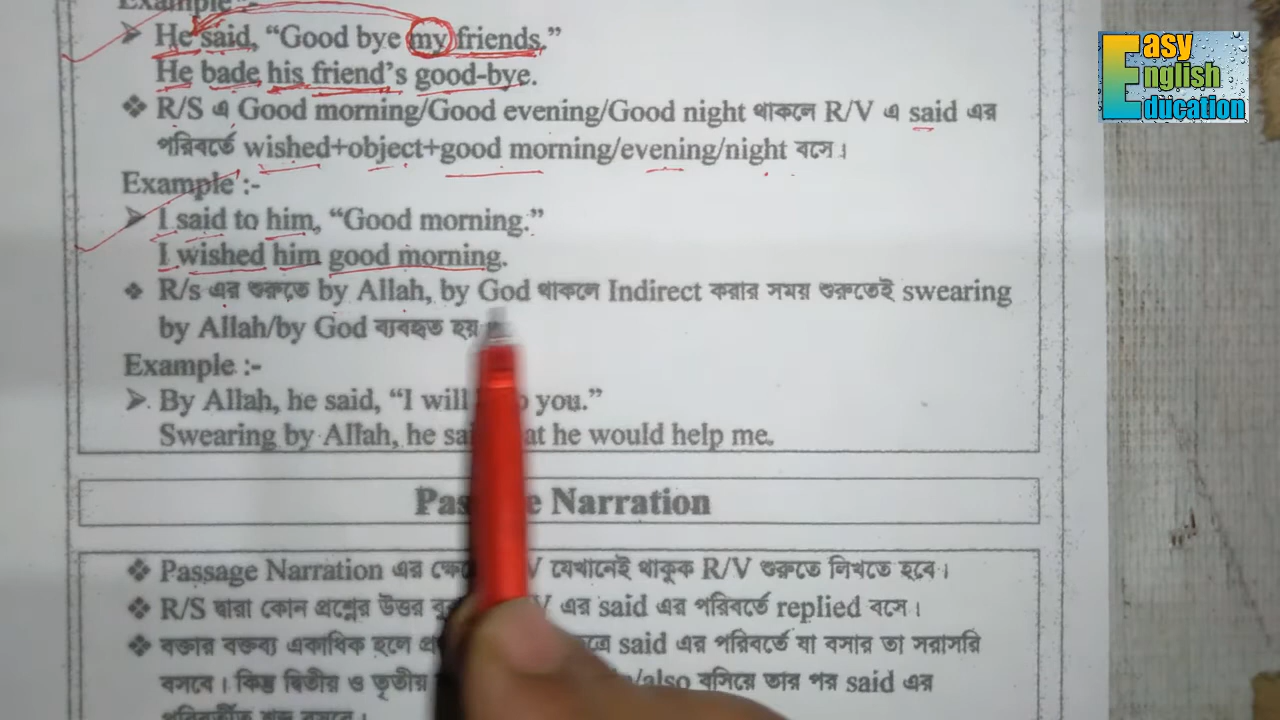 Example :-
➤ He said, “Good bye my friends.”
He bade his friend’s good-bye.
❖ R/S এ Good morning/Good evening/Good night থাকলে R/V এ said এর
পরিবর্তে wished+object+good morning/evening/night বসে।
Example :-
➤ I said to him, “Good morning.”
I wished him good morning.
❖ R/s এর শুরুতে by Allah, by God থাকলে Indirect করার সময় শুরুতেই swearing
by Allah/by God ব্যবহৃত হয়
Example :-
➤ By Allah, he said, “I will you.”
Swearing by Allah, he he would help me.
Narration
❖ Passage Narration এর যেখানেই থাকুক R/V শুরুতে লিখতে হবে।
❖ R/S দ্বারা কোন প্রশ্নের উত্তর এর said এর পরিবর্তে replied বসে।
❖ বক্তার বক্তব্য একাধিক হলে said এর পরিবর্তে যা বসার তা সরাসরি
বসবে। কিন্তু দ্বিতীয় ও তৃতীয় /also বসিয়ে তার পর said এর
Easy
English
Education